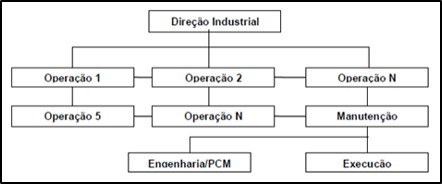 Direção Industrial
Operação 1
Operação 2
Operação N
Operação 5
Operação N
Manutenção
Engenharia/PCM
Execução